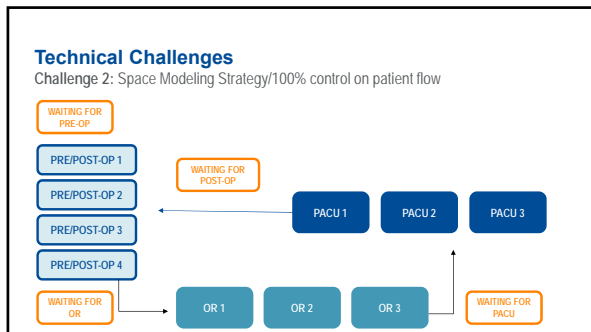 Technical Challenges
Challenge 2: Space Modeling Strategy/100% control on patient flow
WAITING FOR
PRE-OP
PRE/POST-OP 1
PRE/POST-OP 2
PRE/POST-OP 3
PRE/POST-OP 4
WAITING FOR
POST-OP
PACU 1
PACU 2
PACU 3
WAITING FOR
OR
OR 1
OR 2
OR 3
WAITING FOR
PACU